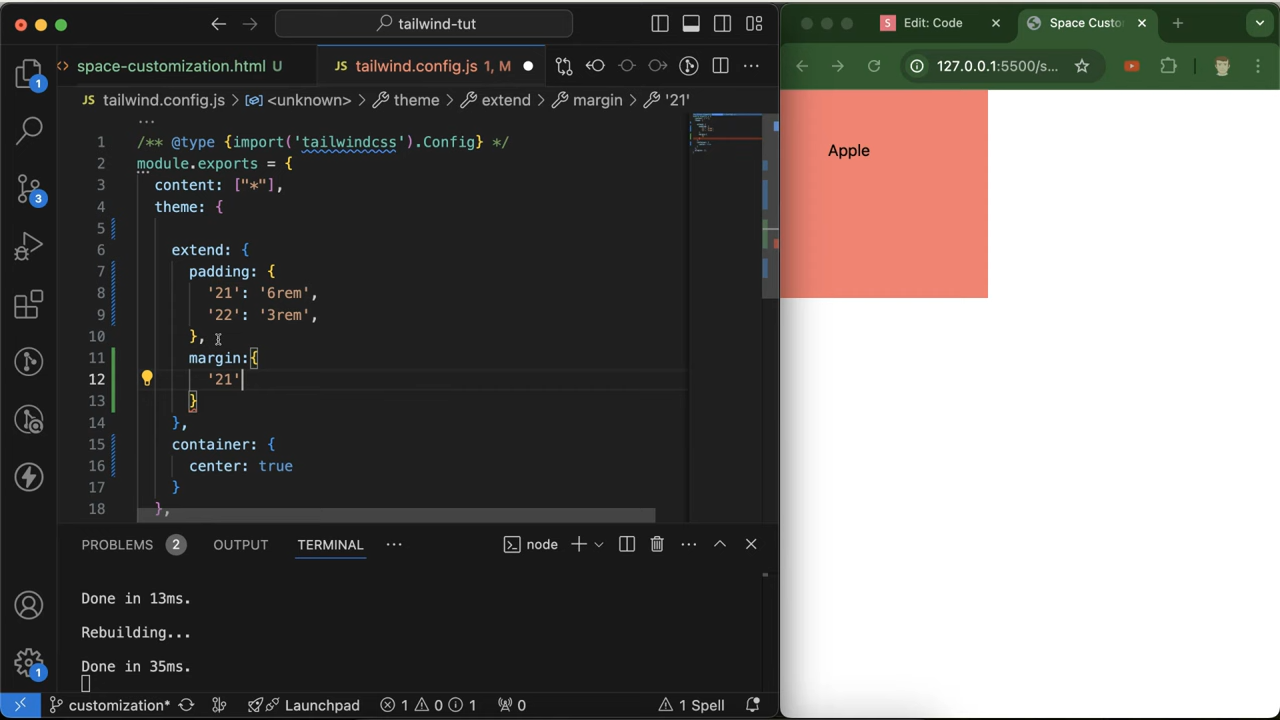 tailwind-tut
space-customization.html U
JS tailwind.config.js 1, M
JS tailwind.config.js > <unknown> > theme > extend > margin > '21'
...
1 /** @type {import('tailwindcss').Config} */
2 module.exports = {
3 content: ["*"],
4 theme: {
5
6 extend: {
7 padding: {
8 '21': '6rem',
9 '22': '3rem',
10 },
11 margin:{
12 '21'
13 }
14 },
15 container: {
16 center: true
17 }
18 },
1
3
1
PROBLEMS 2 OUTPUT TERMINAL ... node
Done in 13ms.
Rebuilding...
Done in 35ms.
customization* Launchpad 1 0 1 0 1 Spell
S Edit: Code
Space Custo
127.0.0.1:5500/s...
Apple